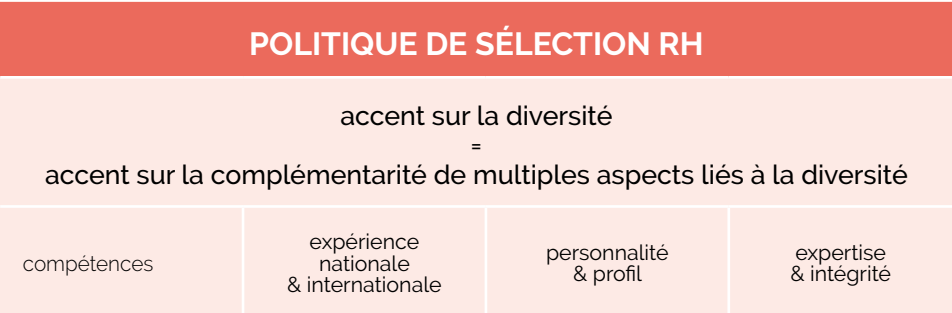 POLITIQUE DE SÉLECTION RH
accent sur la diversité
=
accent sur la complémentarité de multiples aspects liés à la diversité
compétences
expérience
nationale
& internationale
personnalité
& profil
expertise
& intégrité